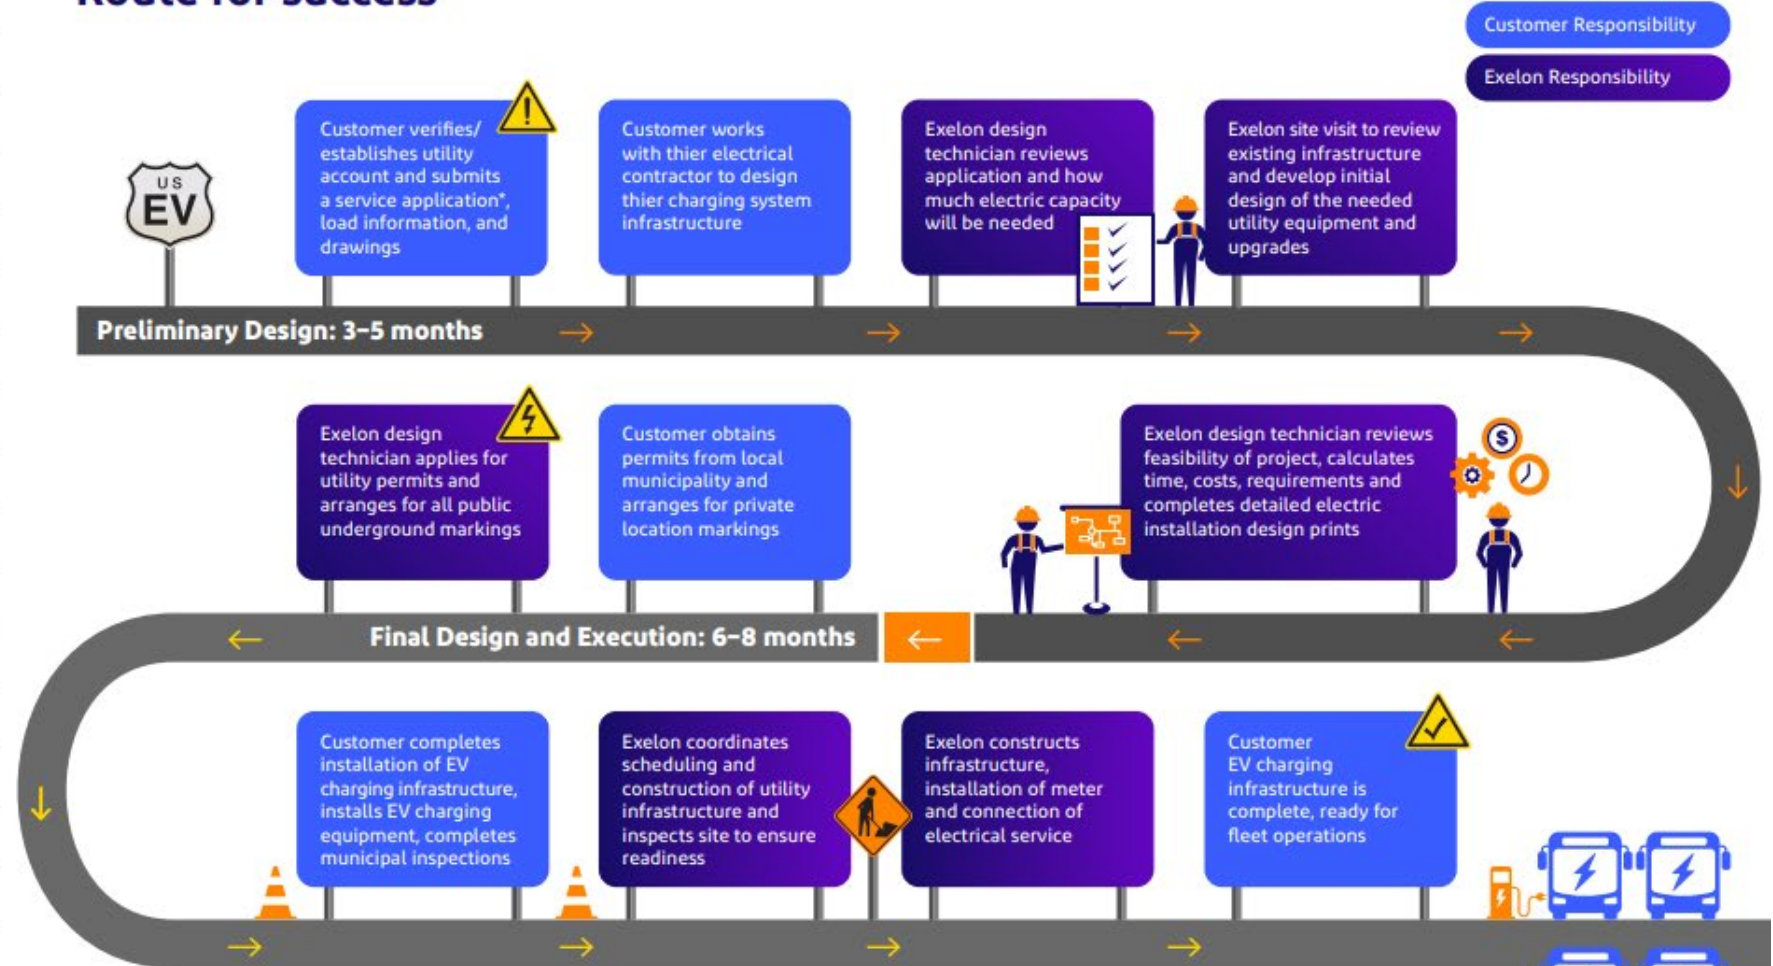 Route for success
Customer Responsibility
Exelon Responsibility
US
EV
Customer verifies/
establishes utility
account and submits
a service application*,
load information, and
drawings
Customer works
with thier electrical
contractor to design
thier charging system
infrastructure
Exelon design
technician reviews
application and how
much electric capacity
will be needed
Exelon site visit to review
existing infrastructure
and develop initial
design of the needed
utility equipment and
upgrades
Preliminary Design: 3–5 months
Exelon design technician reviews
feasibility of project, calculates
time, costs, requirements and
completes detailed electric
installation design prints
$
Customer obtains
permits from local
municipality and
arranges for private
location markings
Exelon design
technician applies for
utility permits and
arranges for all public
underground markings
Final Design and Execution: 6–8 months
Customer completes
installation of EV
charging infrastructure,
installs EV charging
equipment, completes
municipal inspections
Exelon coordinates
scheduling and
construction of utility
infrastructure and
inspects site to ensure
readiness
Exelon constructs
infrastructure,
installation of meter
and connection of
electrical service
Customer
EV charging
infrastructure is
complete, ready for
fleet operations